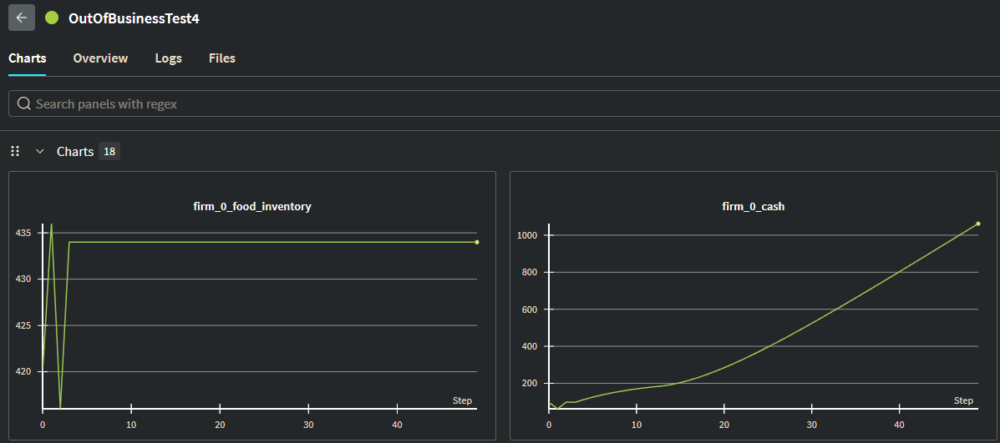 OutOfBusinessTest4
Charts Overview Logs Files
Search panels with regex
Charts 18
firm_0_food_inventory
435
430
425
420
Step
0 10 20 30 40
firm_0_cash
1000
800
600
400
200
Step
0 10 20 30 40